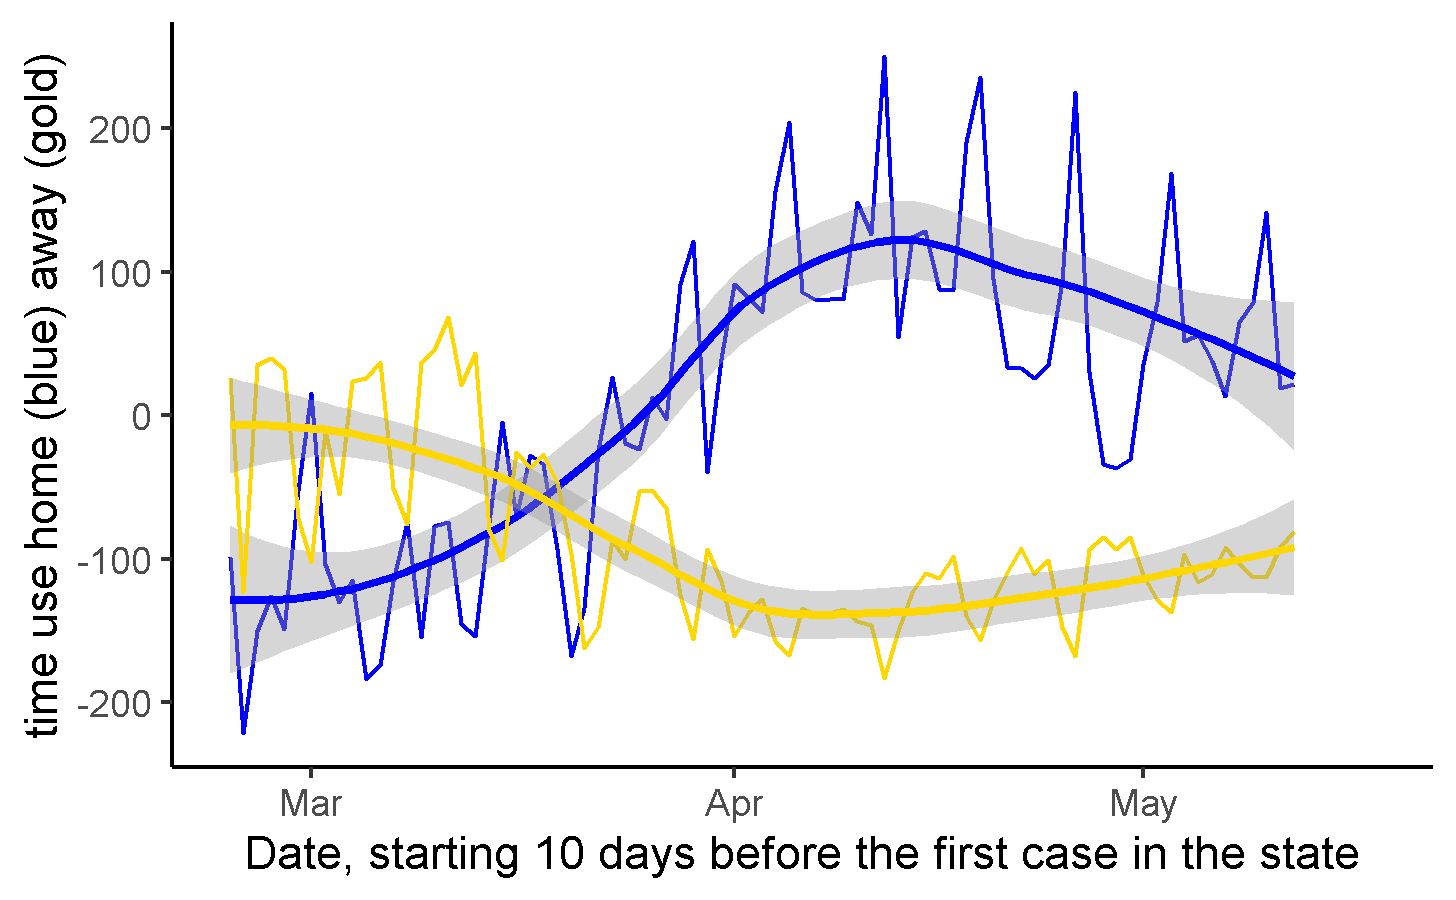 time use home (blue) away (gold)
200
100
0
-100
-200
Mar Apr May
Date, starting 10 days before the first case in the state